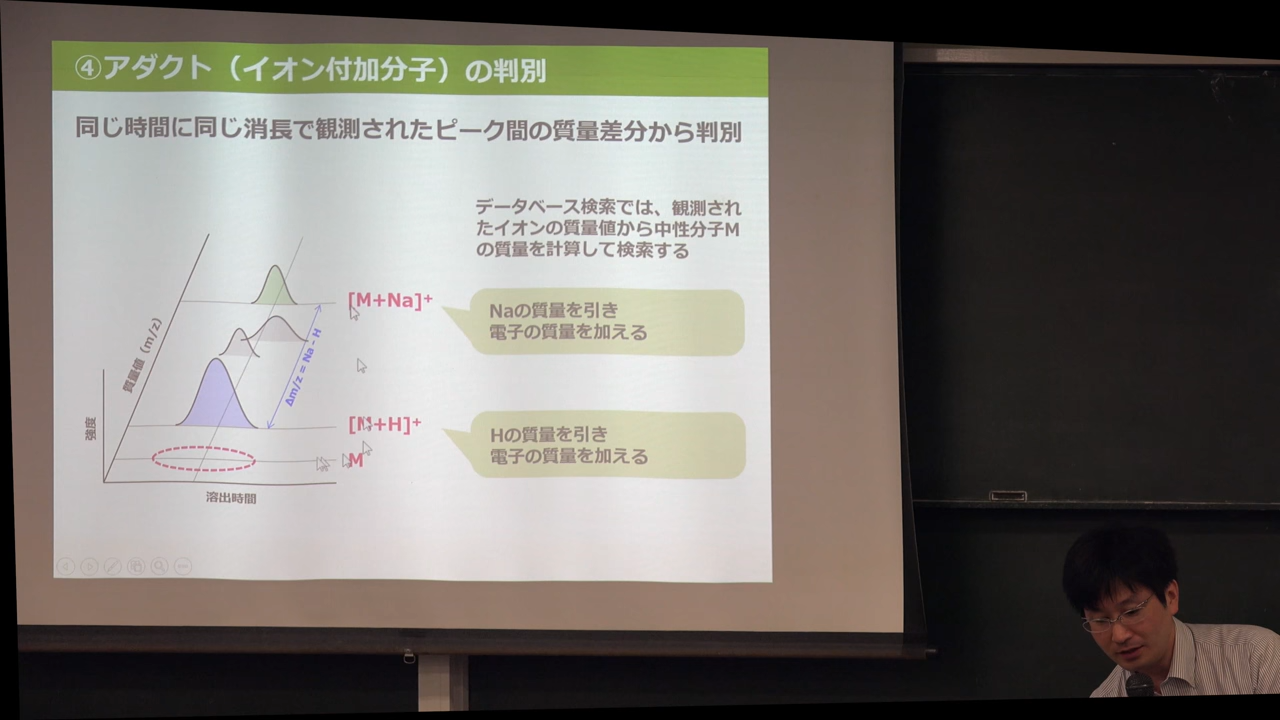 ④アダクト（イオン付加分子）の判別
同じ時間に同じ消長で観測されたピーク間の質量差分から判別
データベース検索では、観測され
たイオンの質量値から中性分子M
の質量を計算して検索する
[M+Na]⁺
Naの質量を引き
電子の質量を加える
質量値（m/z）
Δm/z = Na − H
[M+H]⁺
Hの質量を引き
電子の質量を加える
強度
M
溶出時間